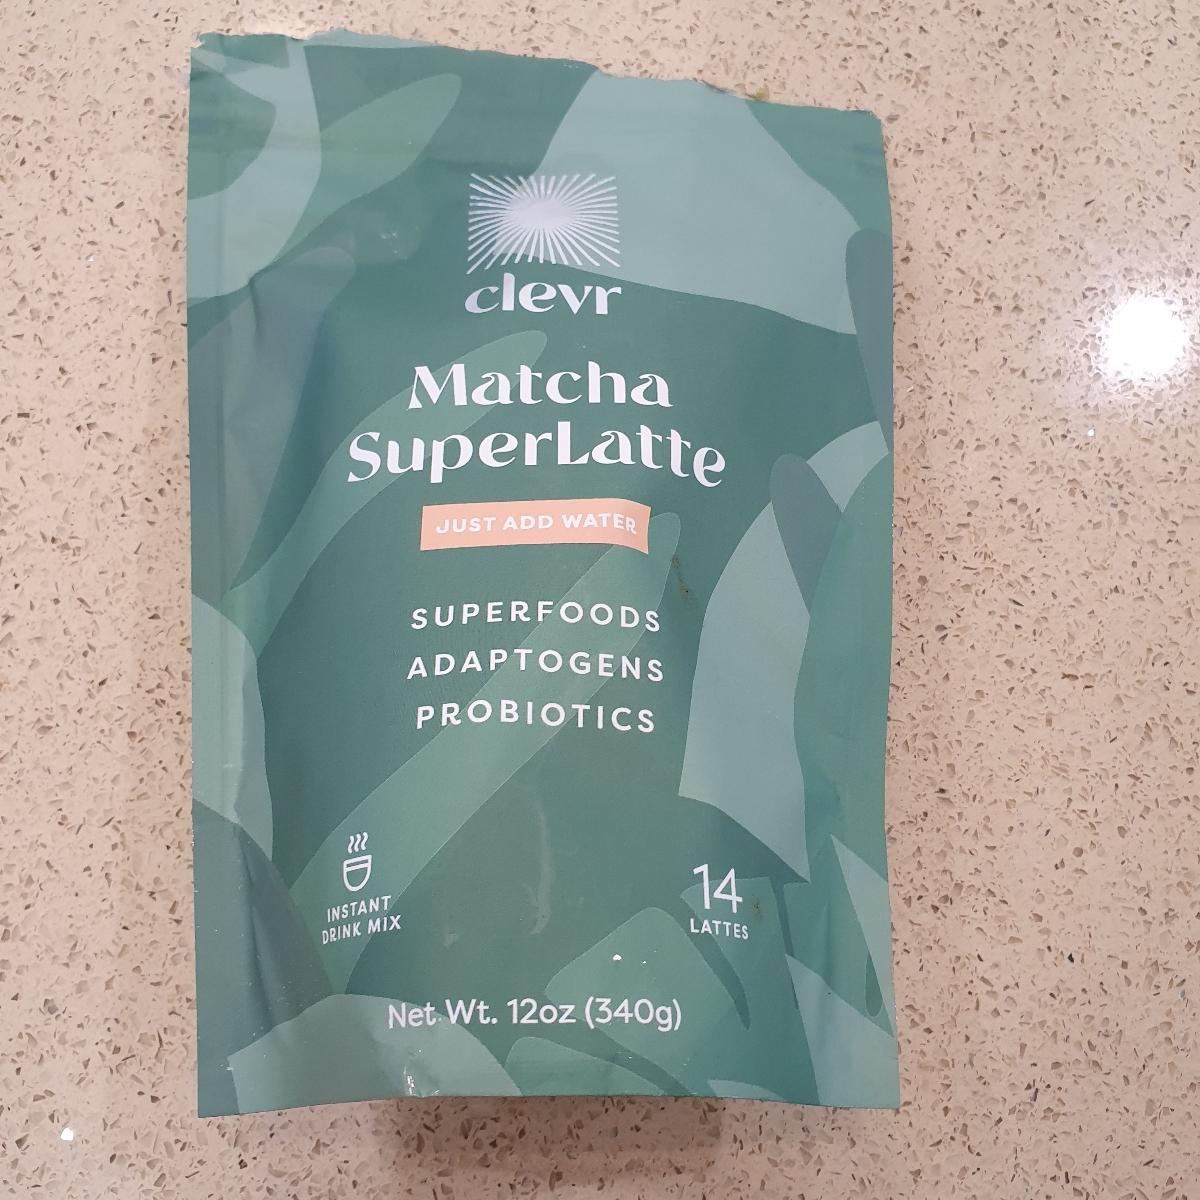 clevr
Matcha
SuperLatte
JUST ADD WATER
SUPERFOODS
ADAPTOGENS
PROBIOTICS
INSTANT
DRINK MIX
14
LATTES
Net Wt. 12oz (340g)